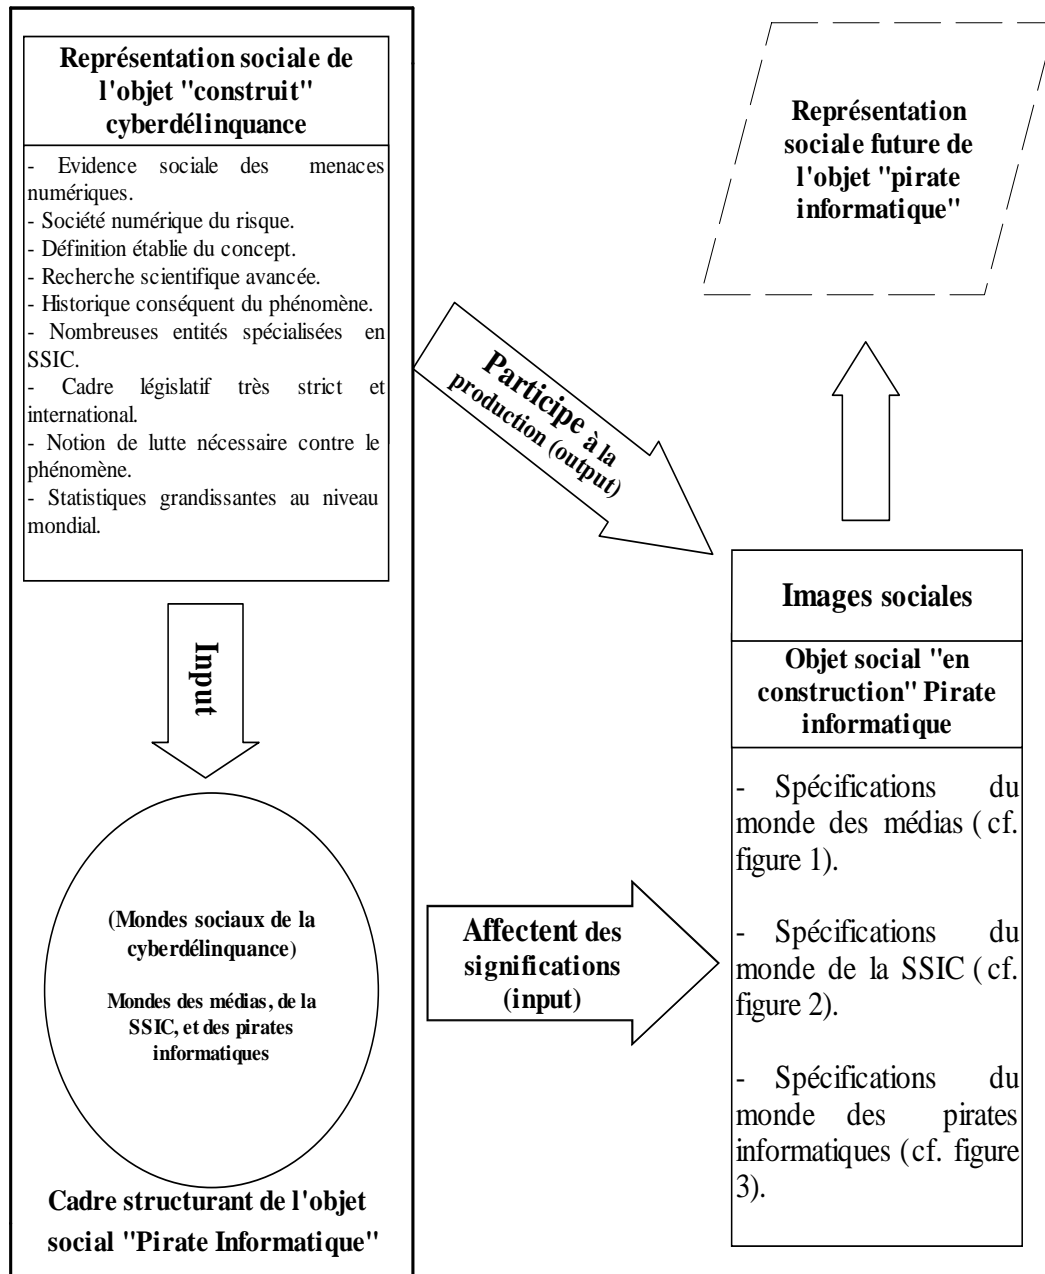 Représentation sociale de
l'objet "construit"
cyberdélinquance
- Evidence sociale des menaces
numériques.
- Société numérique du risque.
- Définition établie du concept.
- Recherche scientifique avancée.
- Historique conséquent du phénomène.
- Nombreuses entités spécialisées en
SSIC.
- Cadre législatif très strict et
international.
- Notion de lutte nécessaire contre le
phénomène.
- Statistiques grandissantes au niveau
mondial.
Input
(Mondes sociaux de la
cyberdélinquance)
Mondes des médias, de la
SSIC, et des pirates
informatiques
Cadre structurant de l'objet
social "Pirate Informatique"
Participe à la
production (output)
Affectent des
significations
(input)
Représentation
sociale future de
l'objet "pirate
informatique"
Images sociales
Objet social "en
construction" Pirate
informatique
- Spécifications du
monde des médias ( cf.
figure 1).
- Spécifications du
monde de la SSIC (cf.
figure 2).
- Spécifications du
monde des pirates
informatiques ( cf. figure
3).